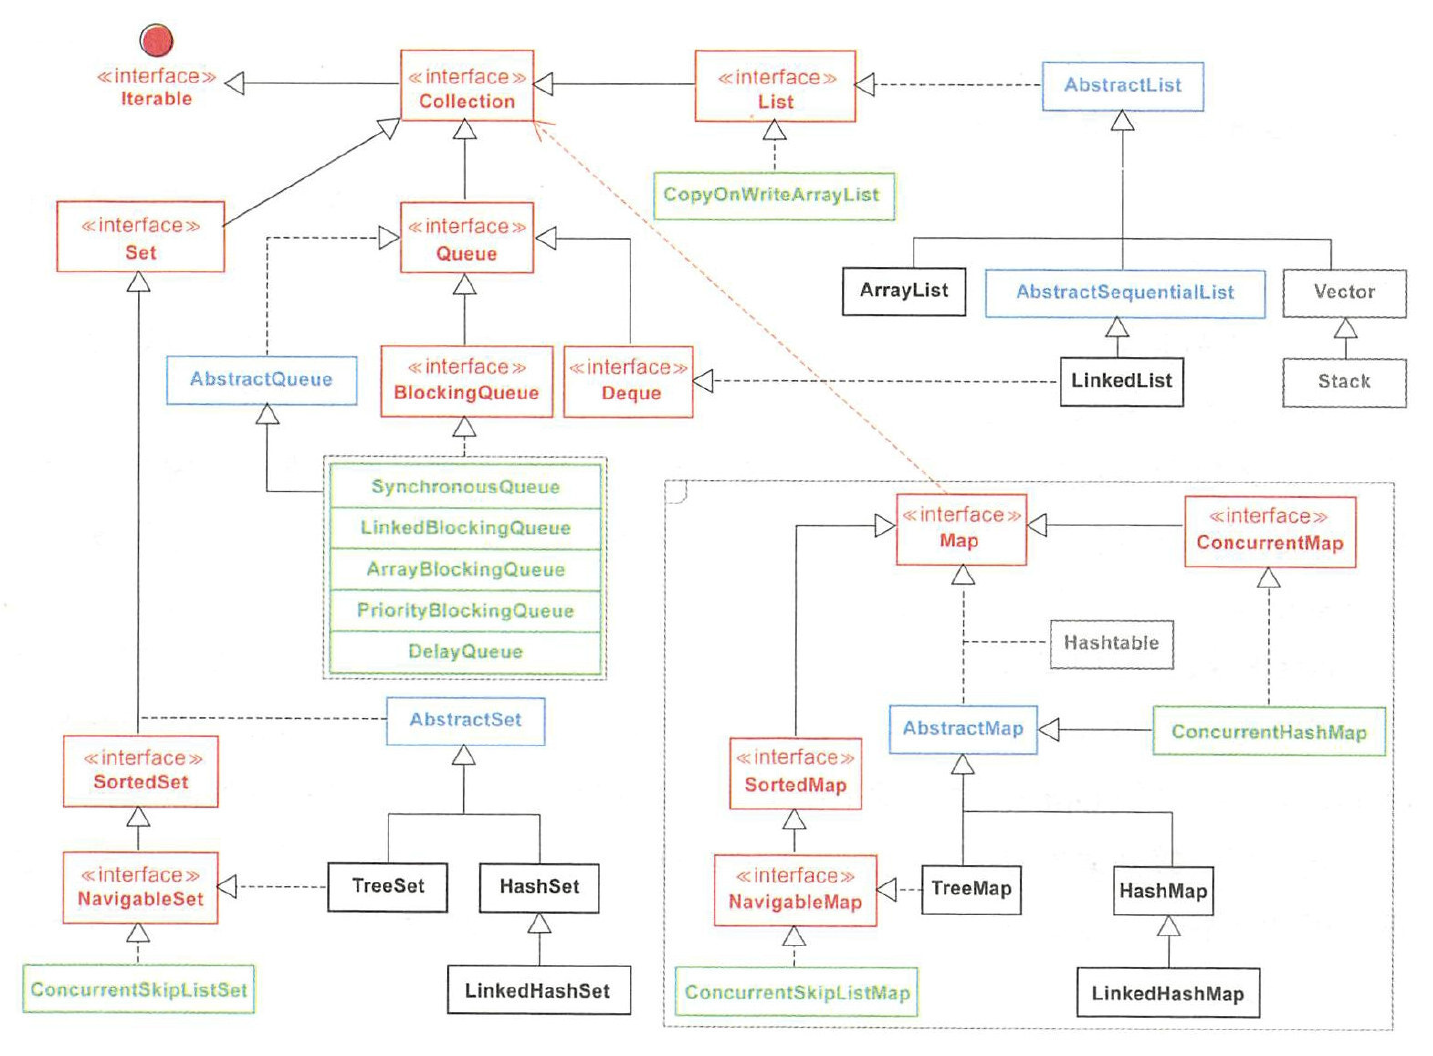 ≪interface≫
Iterable
≪interface≫
Collection
≪interface≫
List
AbstractList
CopyOnWriteArrayList
≪interface≫
Set
≪interface≫
Queue
ArrayList
AbstractSequentialList
Vector
AbstractQueue
≪interface≫
BlockingQueue
≪interface≫
Deque
LinkedList
Stack
SynchronousQueue
LinkedBlockingQueue
ArrayBlockingQueue
PriorityBlockingQueue
DelayQueue
≪interface≫
Map
≪interface≫
ConcurrentMap
Hashtable
AbstractSet
AbstractMap
ConcurrentHashMap
≪interface≫
SortedSet
≪interface≫
SortedMap
≪interface≫
NavigableSet
TreeSet
HashSet
≪interface≫
NavigableMap
TreeMap
HashMap
ConcurrentSkipListSet
LinkedHashSet
ConcurrentSkipListMap
LinkedHashMap